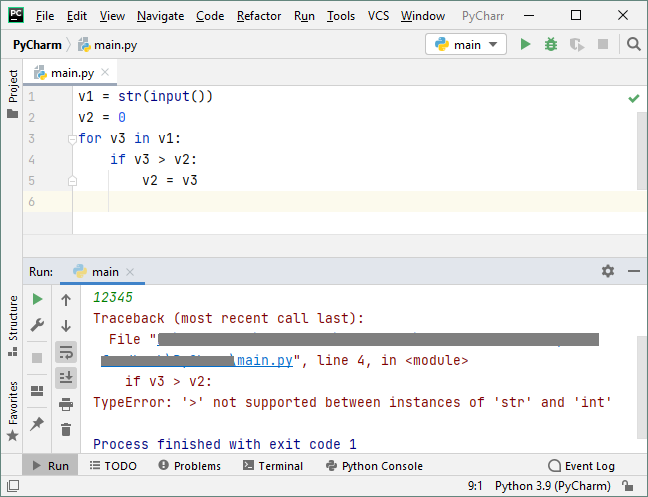 PC File Edit View Navigate Code Refactor Run Tools VCS Window PyCharr
PyCharm main.py main
main.py
Project
1 v1 = str(input())
2 v2 = 0
3 for v3 in v1:
4 if v3 > v2:
5 v2 = v3
6
Run: main
Structure
Favorites
12345
Traceback (most recent call last):
File "
\main.py", line 4, in <module>
if v3 > v2:
TypeError: '>' not supported between instances of 'str' and 'int'
Process finished with exit code 1
Run TODO Problems Terminal Python Console Event Log
9:1 Python 3.9 (PyCharm)